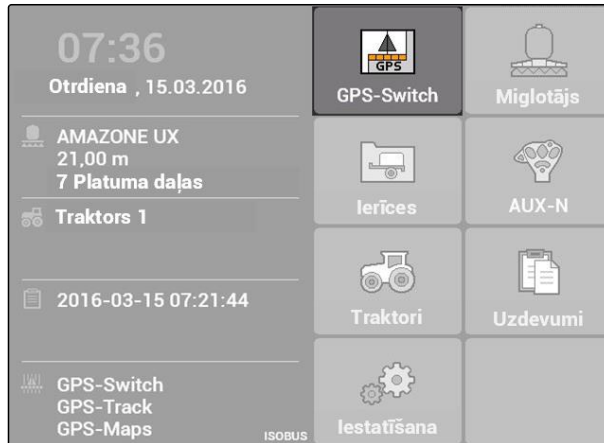 07:36
Otrdiena , 15.03.2016
AMAZONE UX
21,00 m
7 Platuma daļas
Traktors 1
2016-03-15 07:21:44
GPS-Switch
GPS-Track
GPS-Maps
ISOBUS
GPS
GPS-Switch
Miglotājs
Ierīces
AUX-N
Traktori
Uzdevumi
Iestatīšana